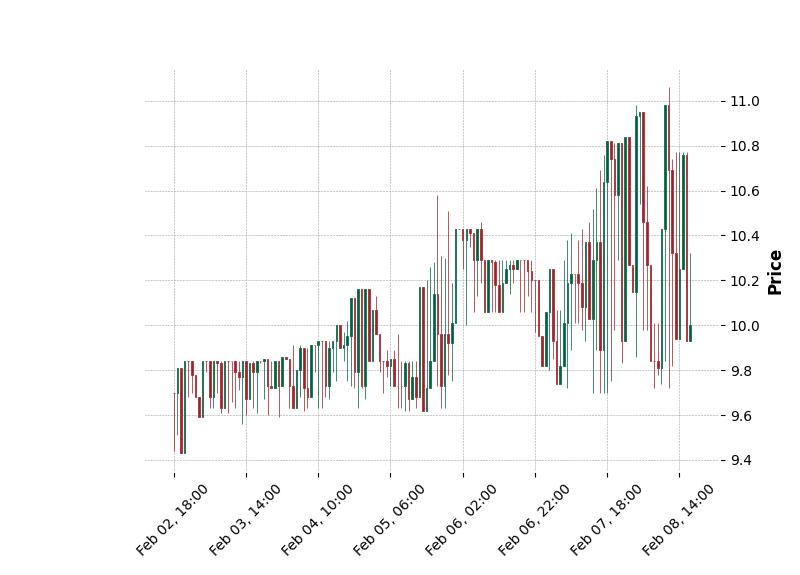 11.0
10.8
10.6
10.4
10.2
10.0
9.8
9.6
9.4
Price
Feb 02, 18:00
Feb 03, 14:00
Feb 04, 10:00
Feb 05, 06:00
Feb 06, 02:00
Feb 06, 22:00
Feb 07, 18:00
Feb 08, 14:00